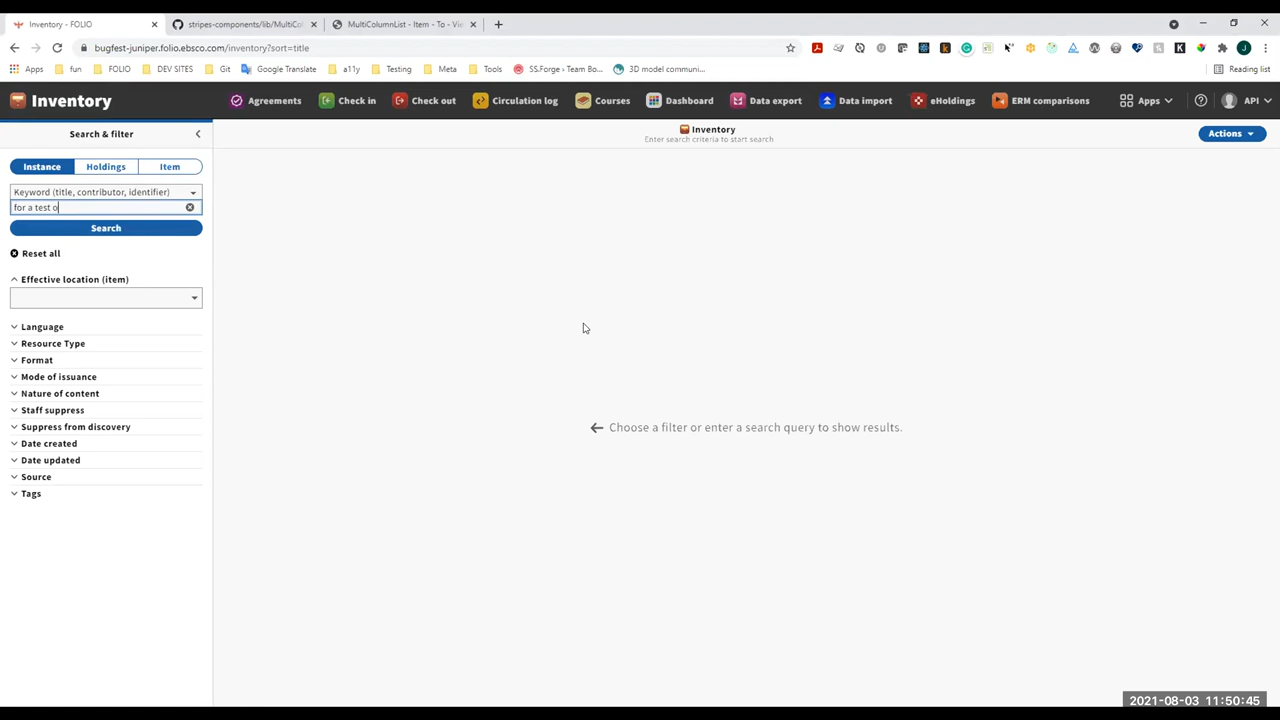 Inventory - FOLIO
stripes-components/lib/MultiCol
MultiColumnList - Item - To - Vie
bugfest-juniper.folio.ebsco.com/inventory?sort=title
Apps fun FOLIO DEV SITES Git Google Translate a11y Testing Meta Tools SS.Forge › Team Bo... 3D model communi... Reading list
Inventory Agreements Check in Check out Circulation log Courses Dashboard Data export Data import eHoldings ERM comparisons Apps API
Search & filter
Inventory
Enter search criteria to start search
Actions
Instance Holdings Item
Keyword (title, contributor, identifier)
for a test o
Search
Reset all
Effective location (item)
Language
Resource Type
Format
Mode of issuance
Nature of content
Staff suppress
Suppress from discovery
Date created
Date updated
Source
Tags
Choose a filter or enter a search query to show results.
2021-08-03 11:50:45